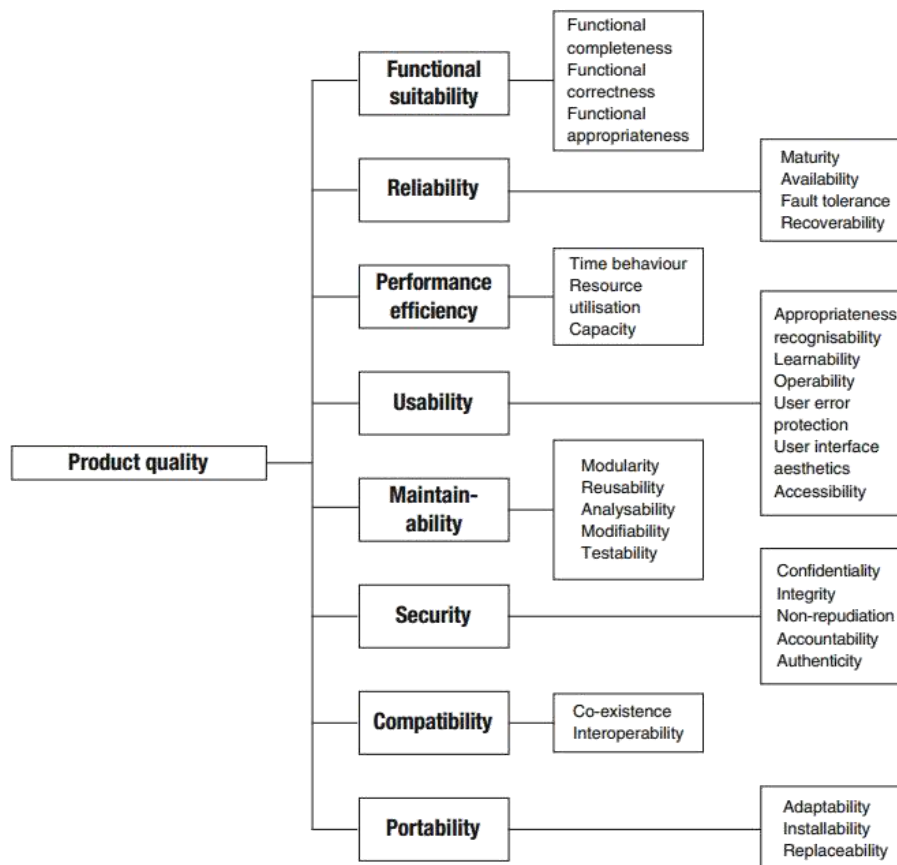 Product quality
Functional
suitability
Functional
completeness
Functional
correctness
Functional
appropriateness
Reliability
Maturity
Availability
Fault tolerance
Recoverability
Performance
efficiency
Time behaviour
Resource
utilisation
Capacity
Usability
Appropriateness
recognisability
Learnability
Operability
User error
protection
User interface
aesthetics
Accessibility
Maintain-
ability
Modularity
Reusability
Analysability
Modifiability
Testability
Security
Confidentiality
Integrity
Non-repudiation
Accountability
Authenticity
Compatibility
Co-existence
Interoperability
Portability
Adaptability
Installability
Replaceability